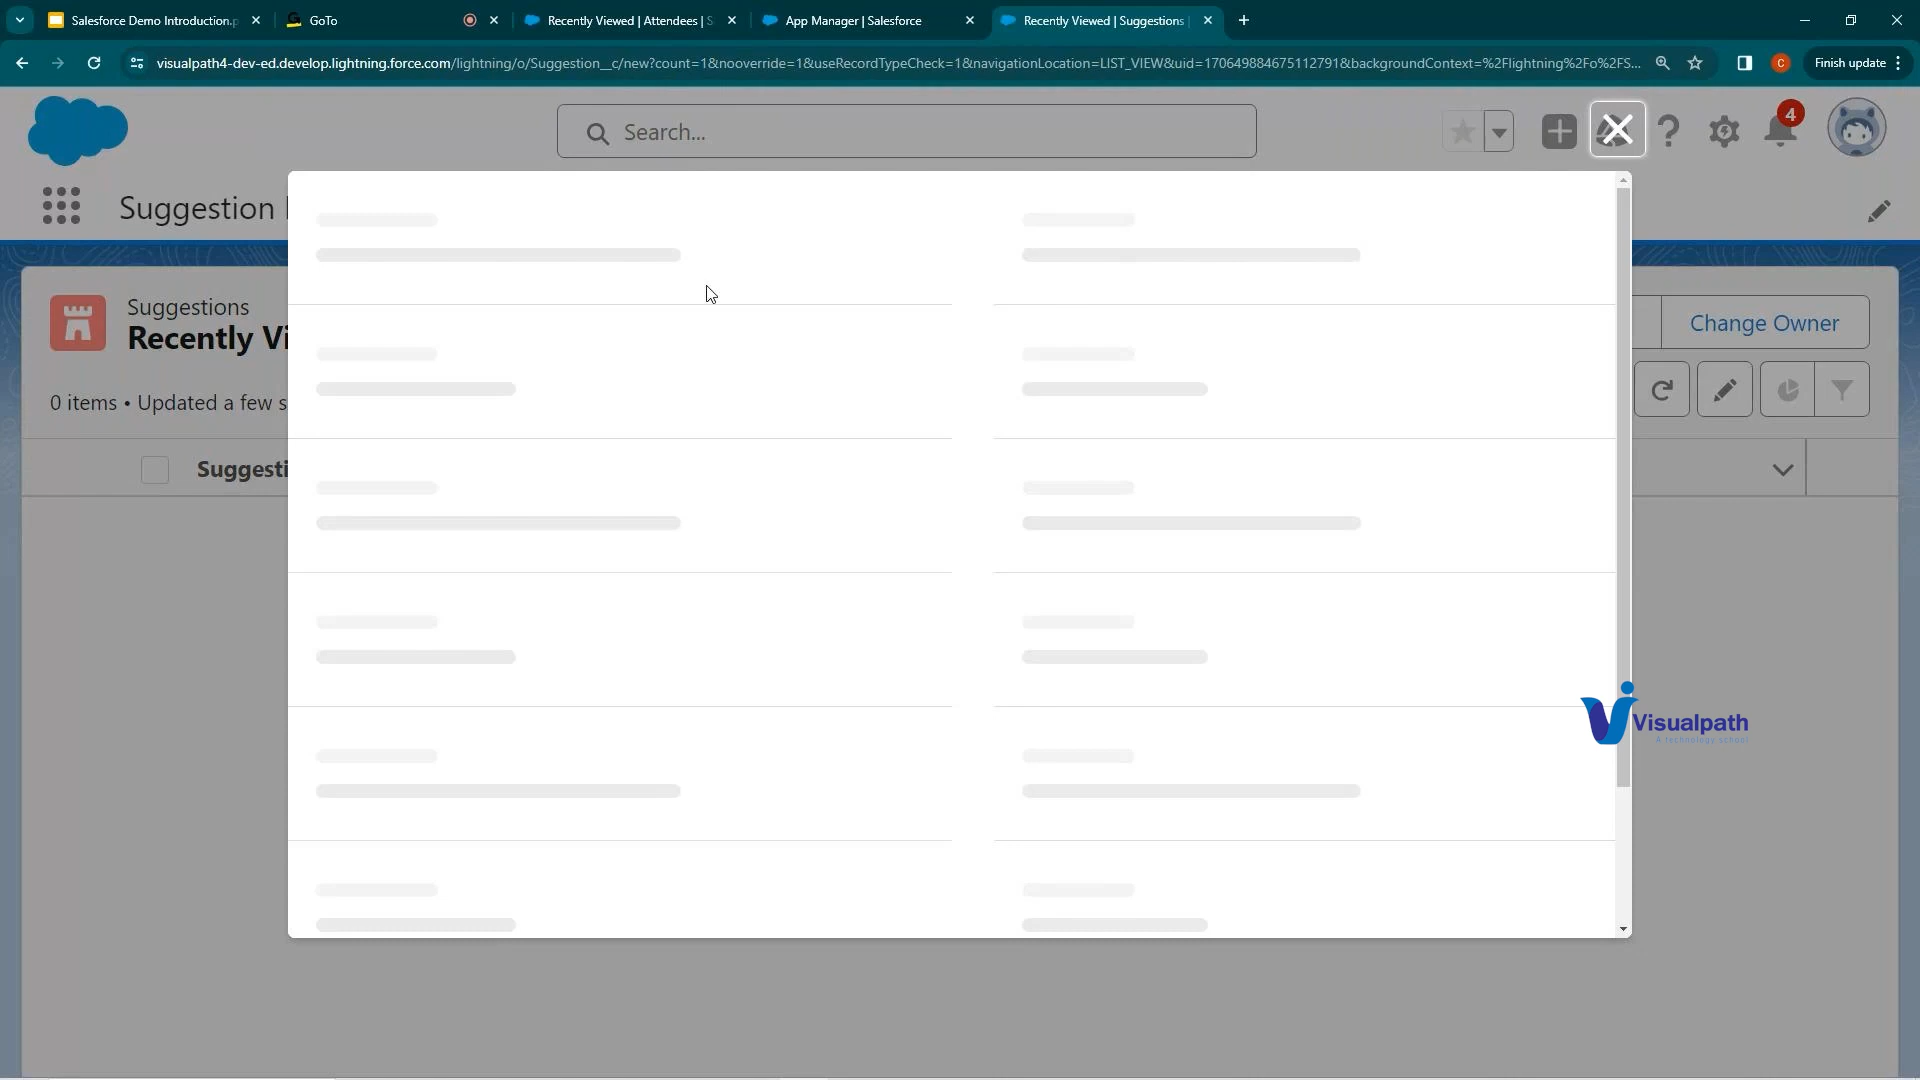 Salesforce Demo Introduction.p
GoTo
Recently Viewed | Attendees | S
App Manager | Salesforce
Recently Viewed | Suggestions |
visualpath4-dev-ed.develop.lightning.force.com/lightning/o/Suggestion__c/new?count=1&nooverride=1&useRecordTypeCheck=1&navigationLocation=LIST_VIEW&uid=170649884675112791&backgroundContext=%2Flightning%2Fo%2FS...
C
Finish update
Search...
4
Suggestion
Suggestions
Recently Vi
Change Owner
0 items • Updated a few s
Suggesti
Visualpath
A technology school